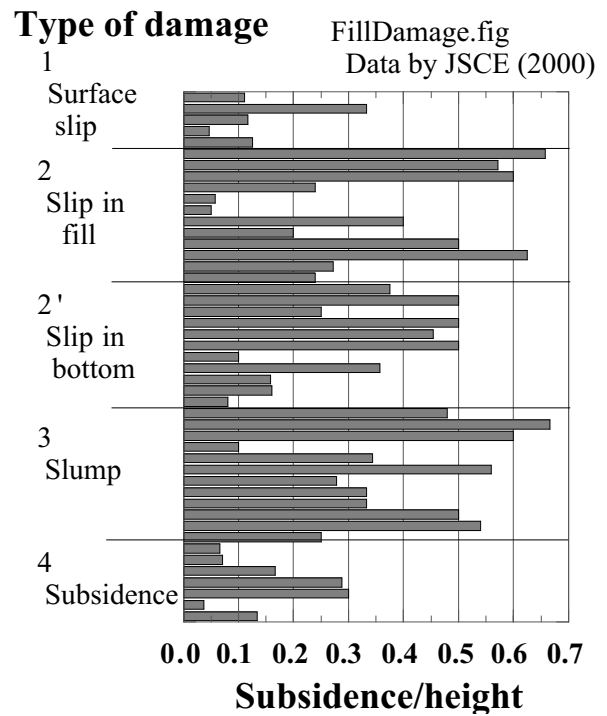 Type of damage
FillDamage.fig
Data by JSCE (2000)
1
Surface
slip
2
Slip in
fill
2'
Slip in
bottom
3
Slump
4
Subsidence
0.0 0.1 0.2 0.3 0.4 0.5 0.6 0.7
Subsidence/height